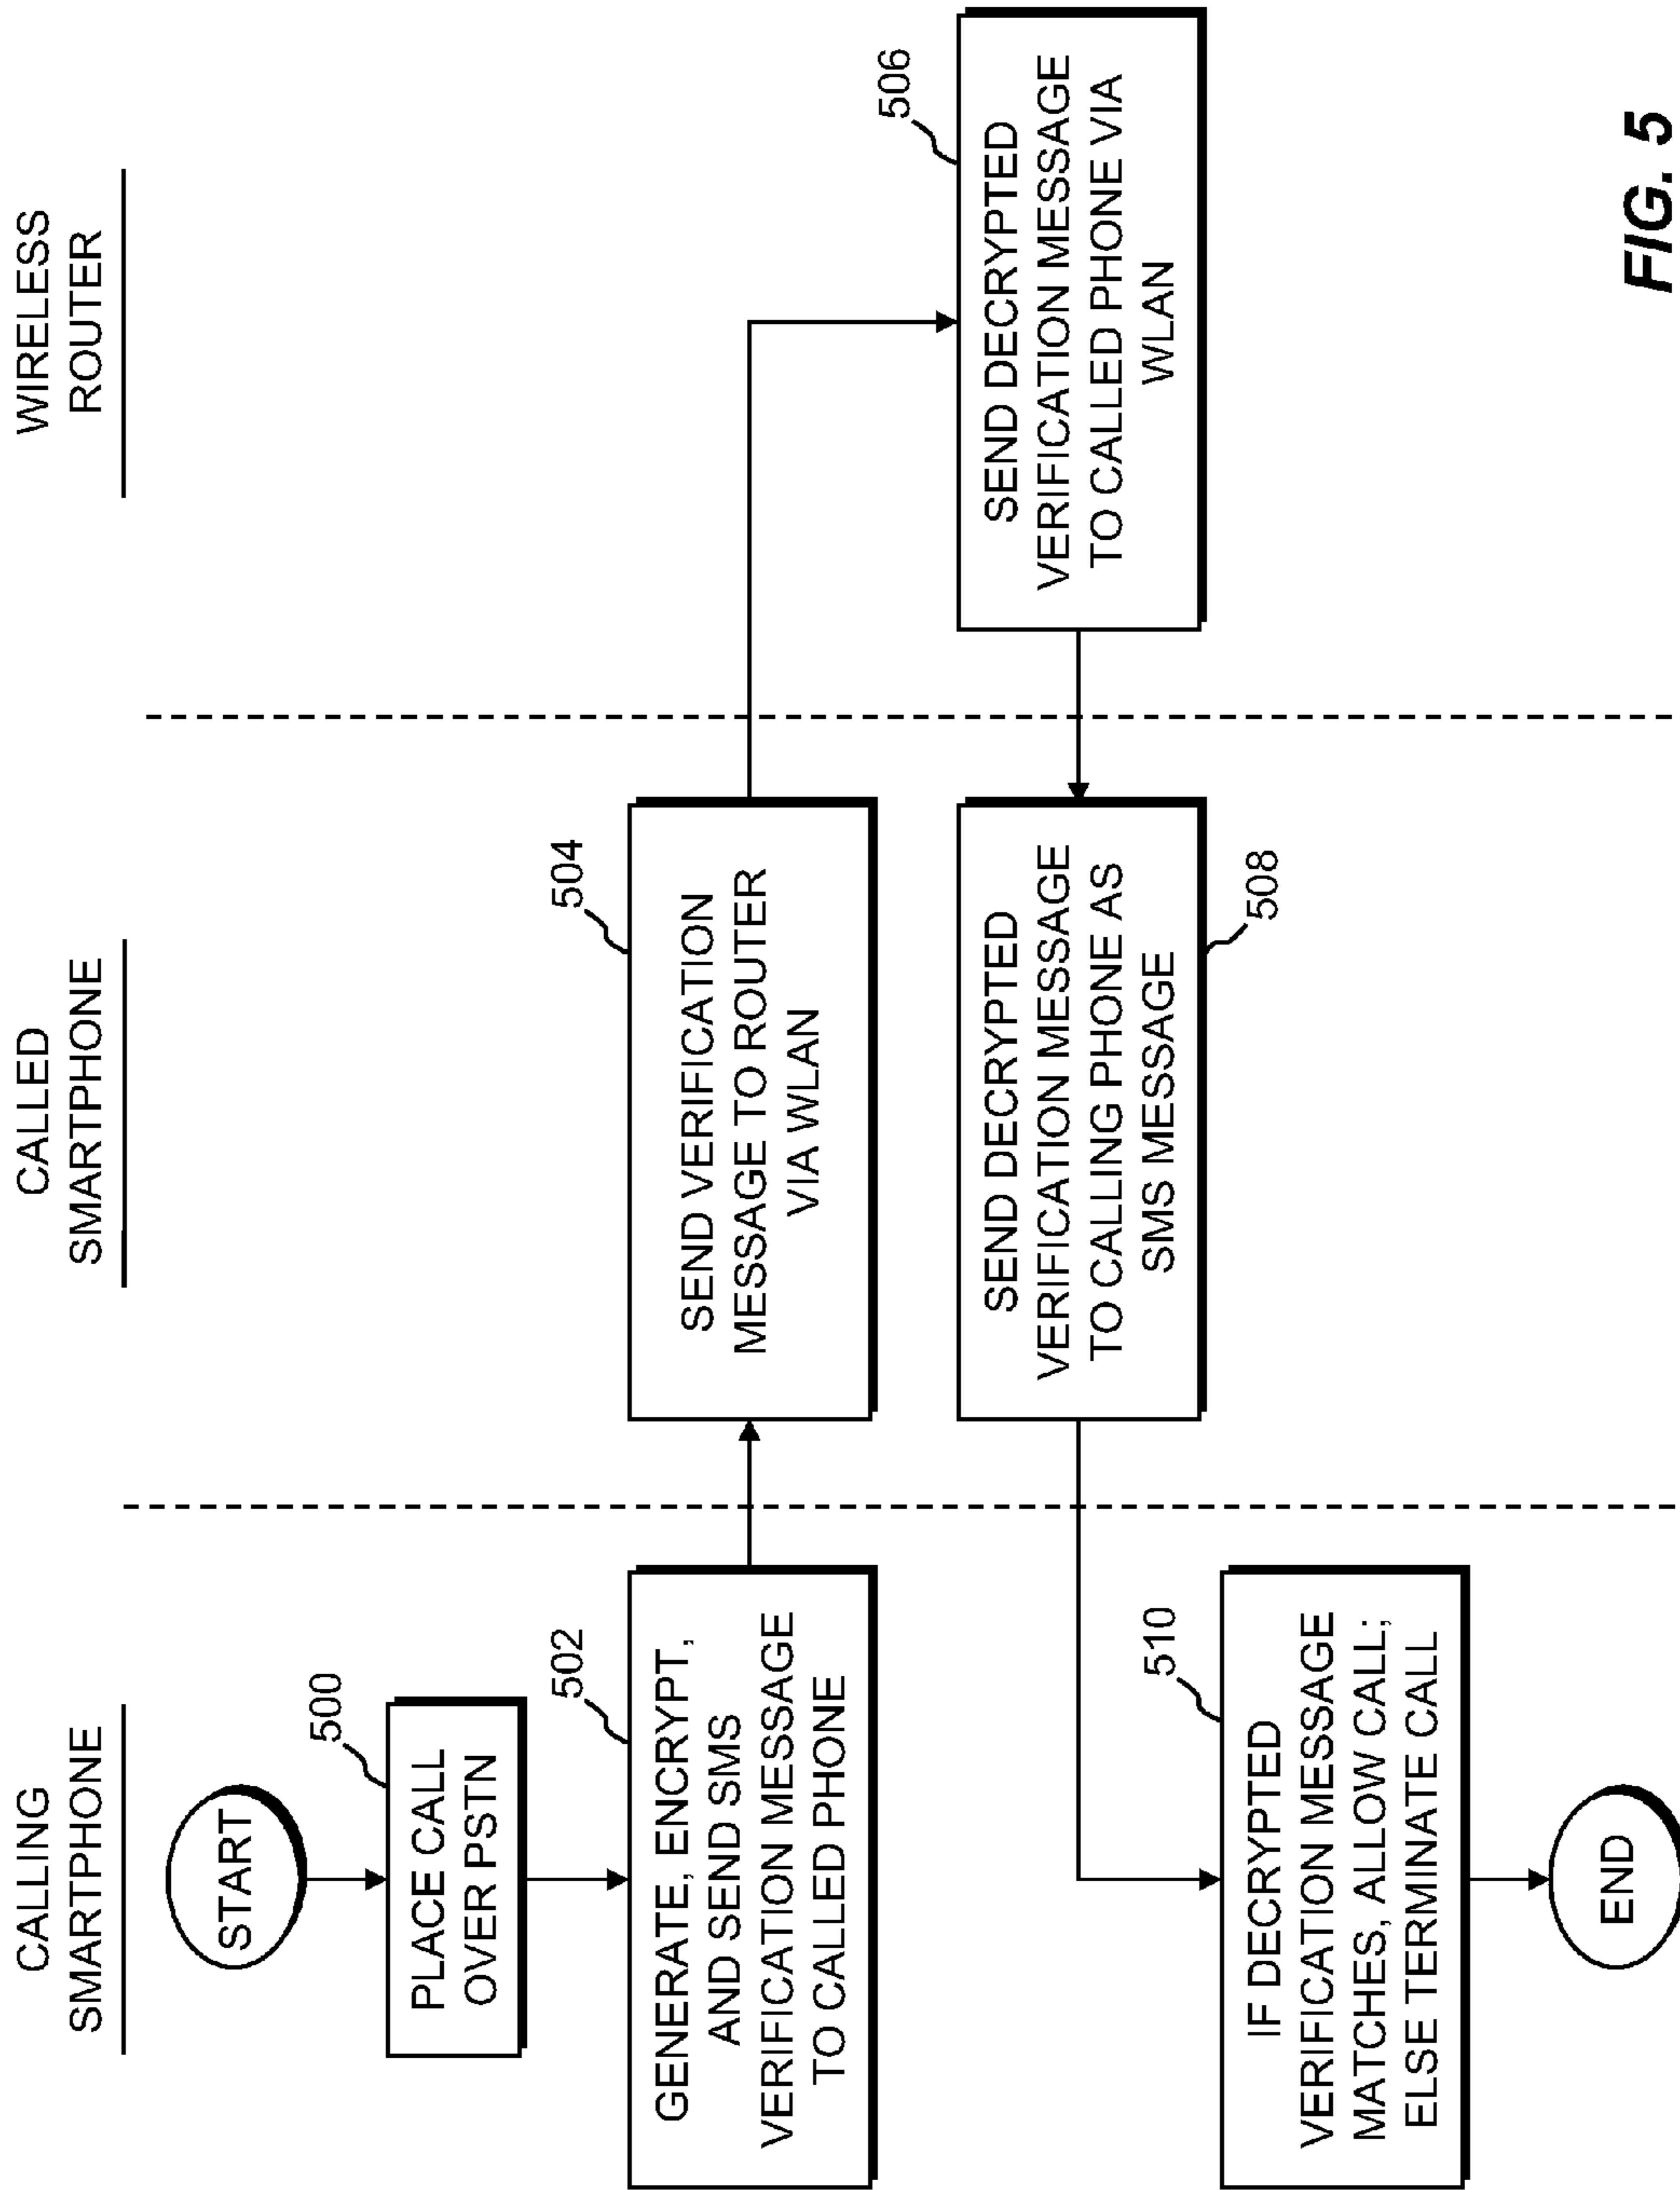 CALLING
SMARTPHONE
CALLED
SMARTPHONE
WIRELESS
ROUTER
START
500
PLACE CALL
OVER PSTN
502
GENERATE, ENCRYPT,
AND SEND SMS
VERIFICATION MESSAGE
TO CALLED PHONE
504
SEND VERIFICATION
MESSAGE TO ROUTER
VIA WLAN
506
SEND DECRYPTED
VERIFICATION MESSAGE
TO CALLED PHONE VIA
WLAN
SEND DECRYPTED
VERIFICATION MESSAGE
TO CALLING PHONE AS
SMS MESSAGE
508
510
IF DECRYPTED
VERIFICATION MESSAGE
MATCHES, ALLOW CALL;
ELSE TERMINATE CALL
END
FIG. 5